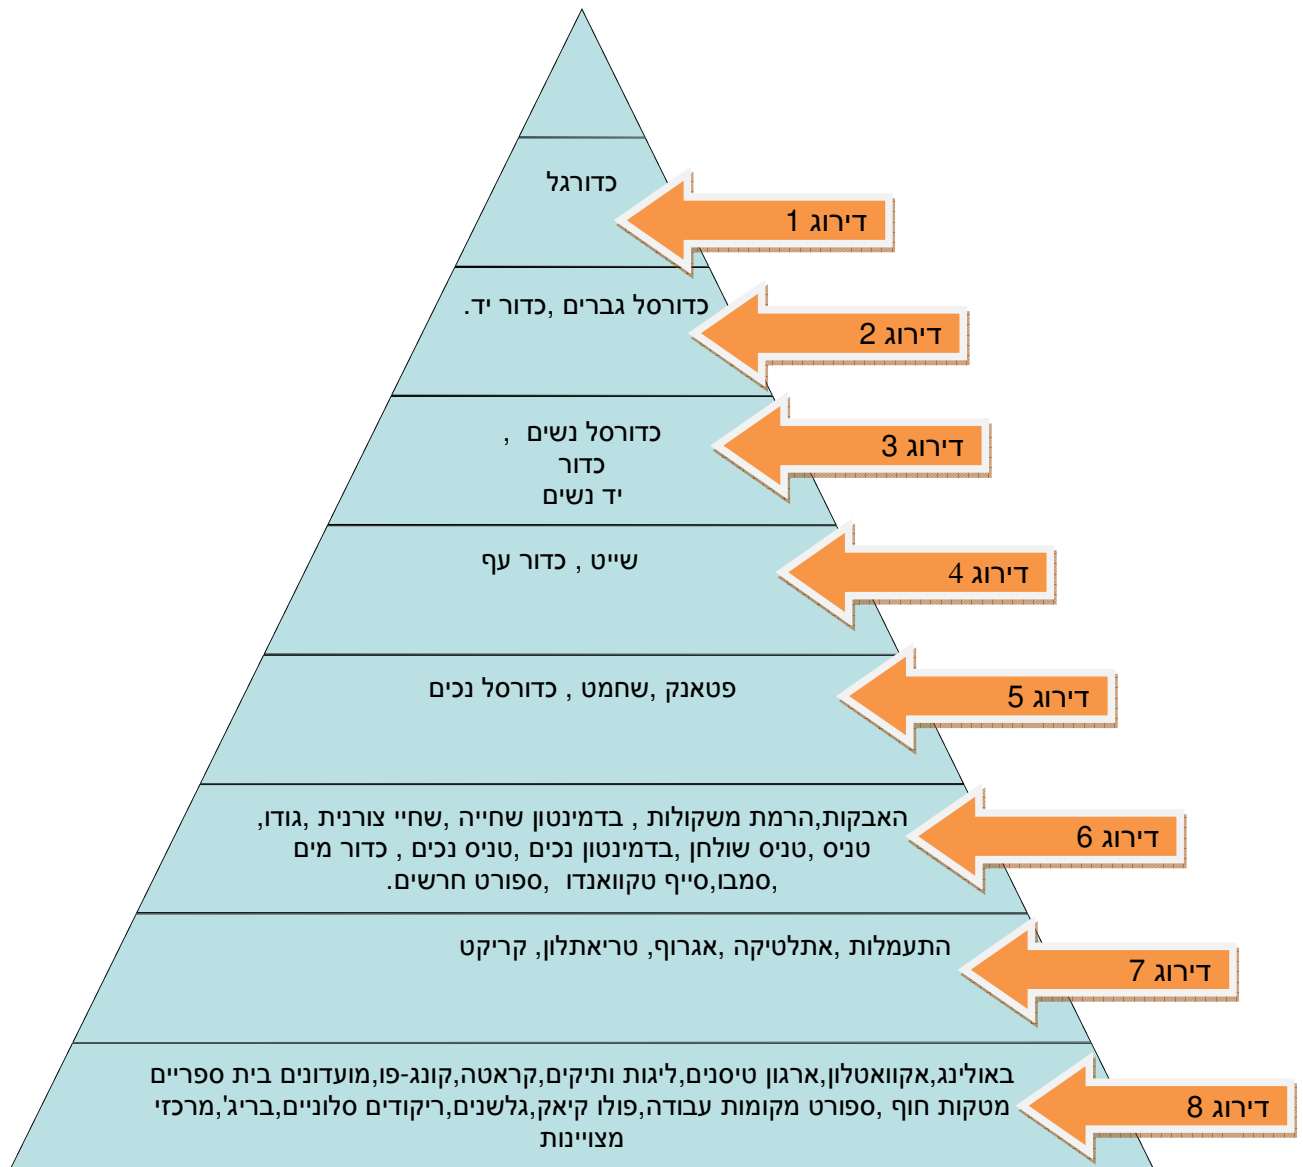 כדורגל
דירוג 1
כדורסל גברים ,כדור יד.
דירוג 2
כדורסל נשים ,
כדור
יד נשים
דירוג 3
שייט , כדור עף
דירוג 4
פטאנק ,שחמט , כדורסל נכים
דירוג 5
האבקות,הרמת משקולות , בדמינטון שחייה ,שחיי צורנית ,גודו,
טניס ,טניס שולחן ,בדמינטון נכים ,טניס נכים , כדור מים
,סמבו,סייף טקוואנדו ,ספורט חרשים.
דירוג 6
התעמלות ,אתלטיקה ,אגרוף, טריאתלון, קריקט
דירוג 7
באולינג,אקוואטלון,ארגון טיסנים,ליגות ותיקים,קראטה,קונג-פו,מועדונים בית ספריים
מטקות חוף ,ספורט מקומות עבודה,פולו קיאק,גלשנים,ריקודים סלוניים,בריג',מרכזי
מצויינות
דירוג 8